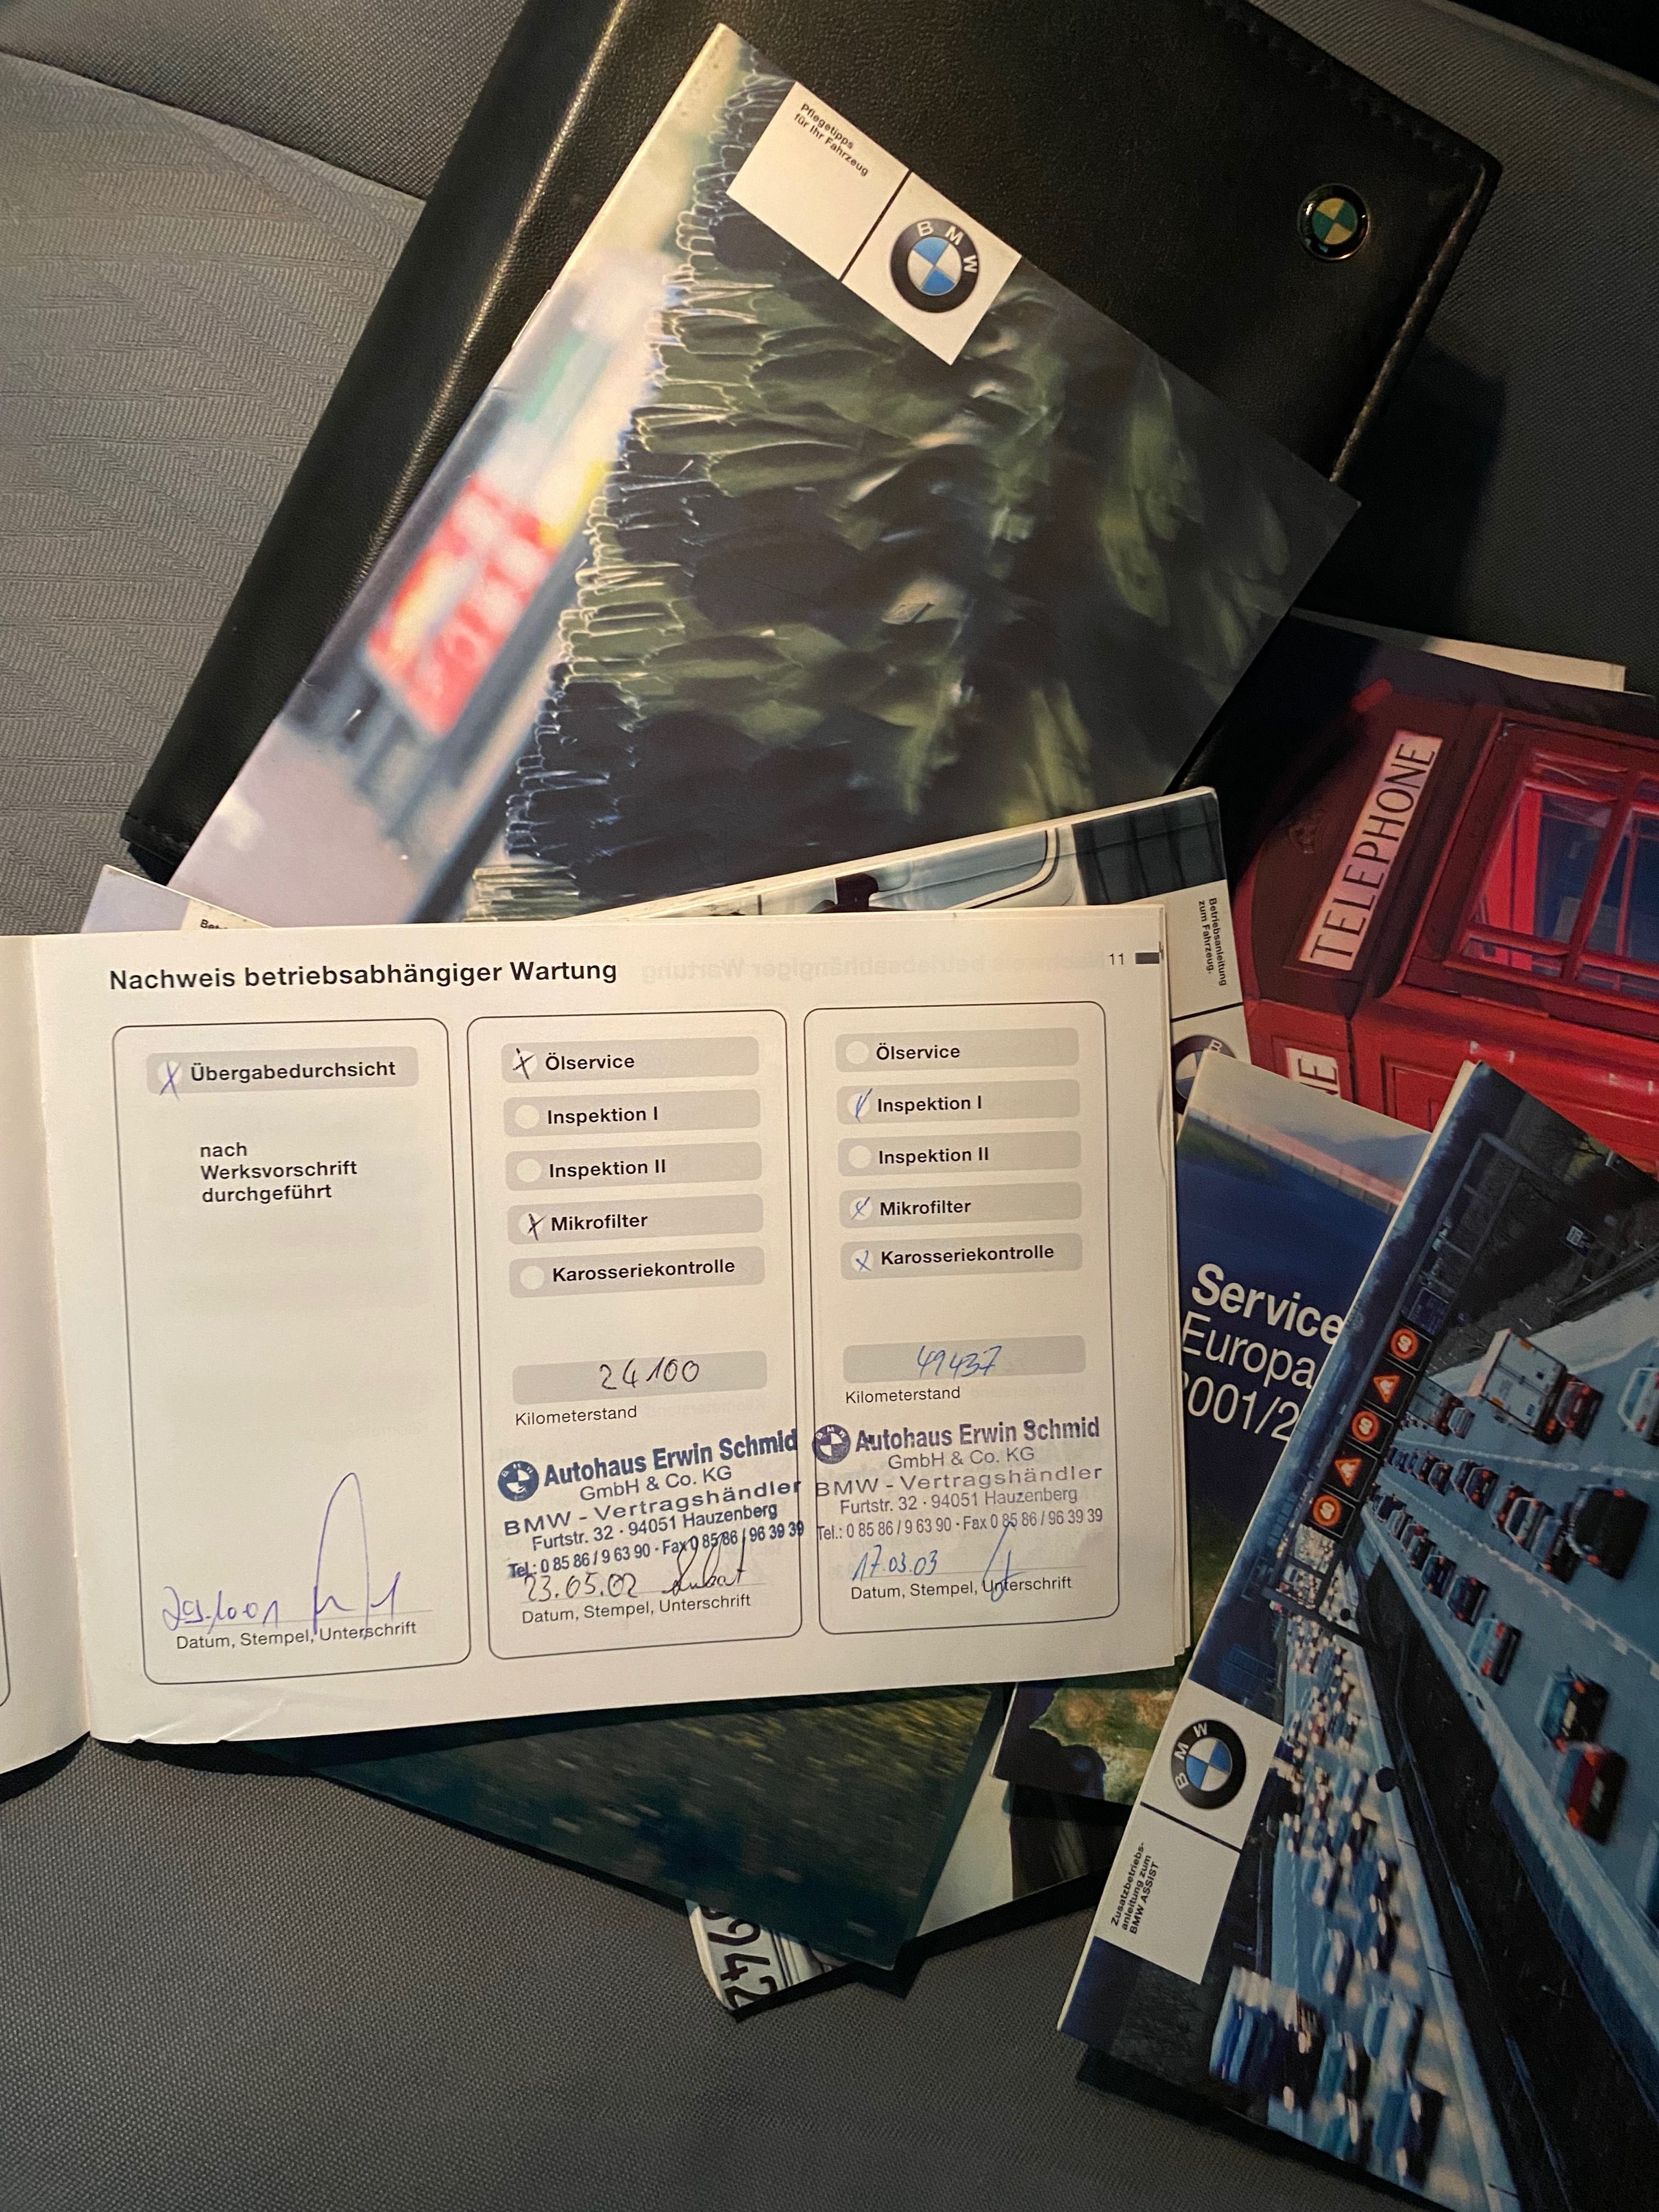 Pflegetipps
für Ihr Fahrzeug
BMW
TELEPHONE
Betriebsanleitung
zum Fahrzeug.
Nachweis betriebsabhängiger Wartung
11
Übergabedurchsicht
nach
Werksvorschrift
durchgeführt
Datum, Stempel, Unterschrift
Ölservice
Inspektion I
Inspektion II
Mikrofilter
Karosseriekontrolle
24100
Kilometerstand
Autohaus Erwin Schmid
GmbH & Co. KG
BMW - Vertragshändler
Furtstr. 32 · 94051 Hauzenberg
Tel.: 0 85 86 / 9 63 90 - Fax 0 85 86 / 96 39 39
23.05.02
Datum, Stempel, Unterschrift
Ölservice
Inspektion I
Inspektion II
Mikrofilter
Karosseriekontrolle
49437
Kilometerstand
Autohaus Erwin Schmid
GmbH & Co. KG
BMW - Vertragshändler
Furtstr. 32 · 94051 Hauzenberg
Tel.: 0 85 86 / 9 63 90 - Fax 0 85 86 / 96 39 39
17.03.03
Datum, Stempel, Unterschrift
Service
Europa
001/2
BMW
Zusatzbetriebs-
anleitung zum
BMW ASSIST
942